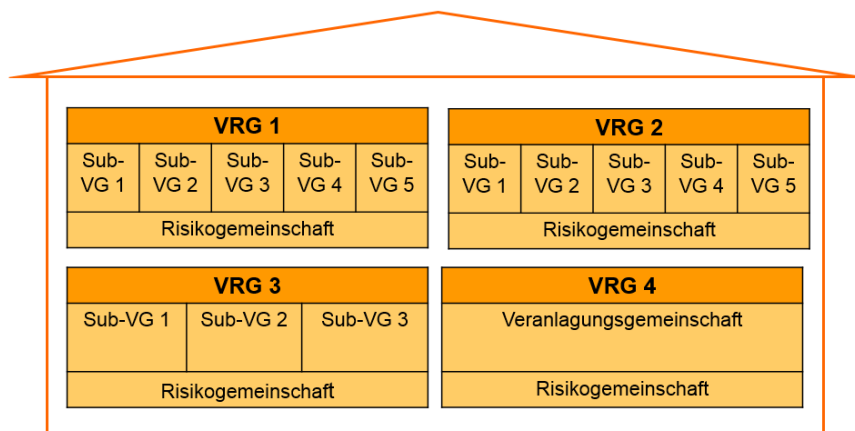 VRG 1
Sub-
VG 1
Sub-
VG 2
Sub-
VG 3
Sub-
VG 4
Sub-
VG 5
Risikogemeinschaft
VRG 2
Sub-
VG 1
Sub-
VG 2
Sub-
VG 3
Sub-
VG 4
Sub-
VG 5
Risikogemeinschaft
VRG 3
Sub-VG 1
Sub-VG 2
Sub-VG 3
Risikogemeinschaft
VRG 4
Veranlagungsgemeinschaft
Risikogemeinschaft